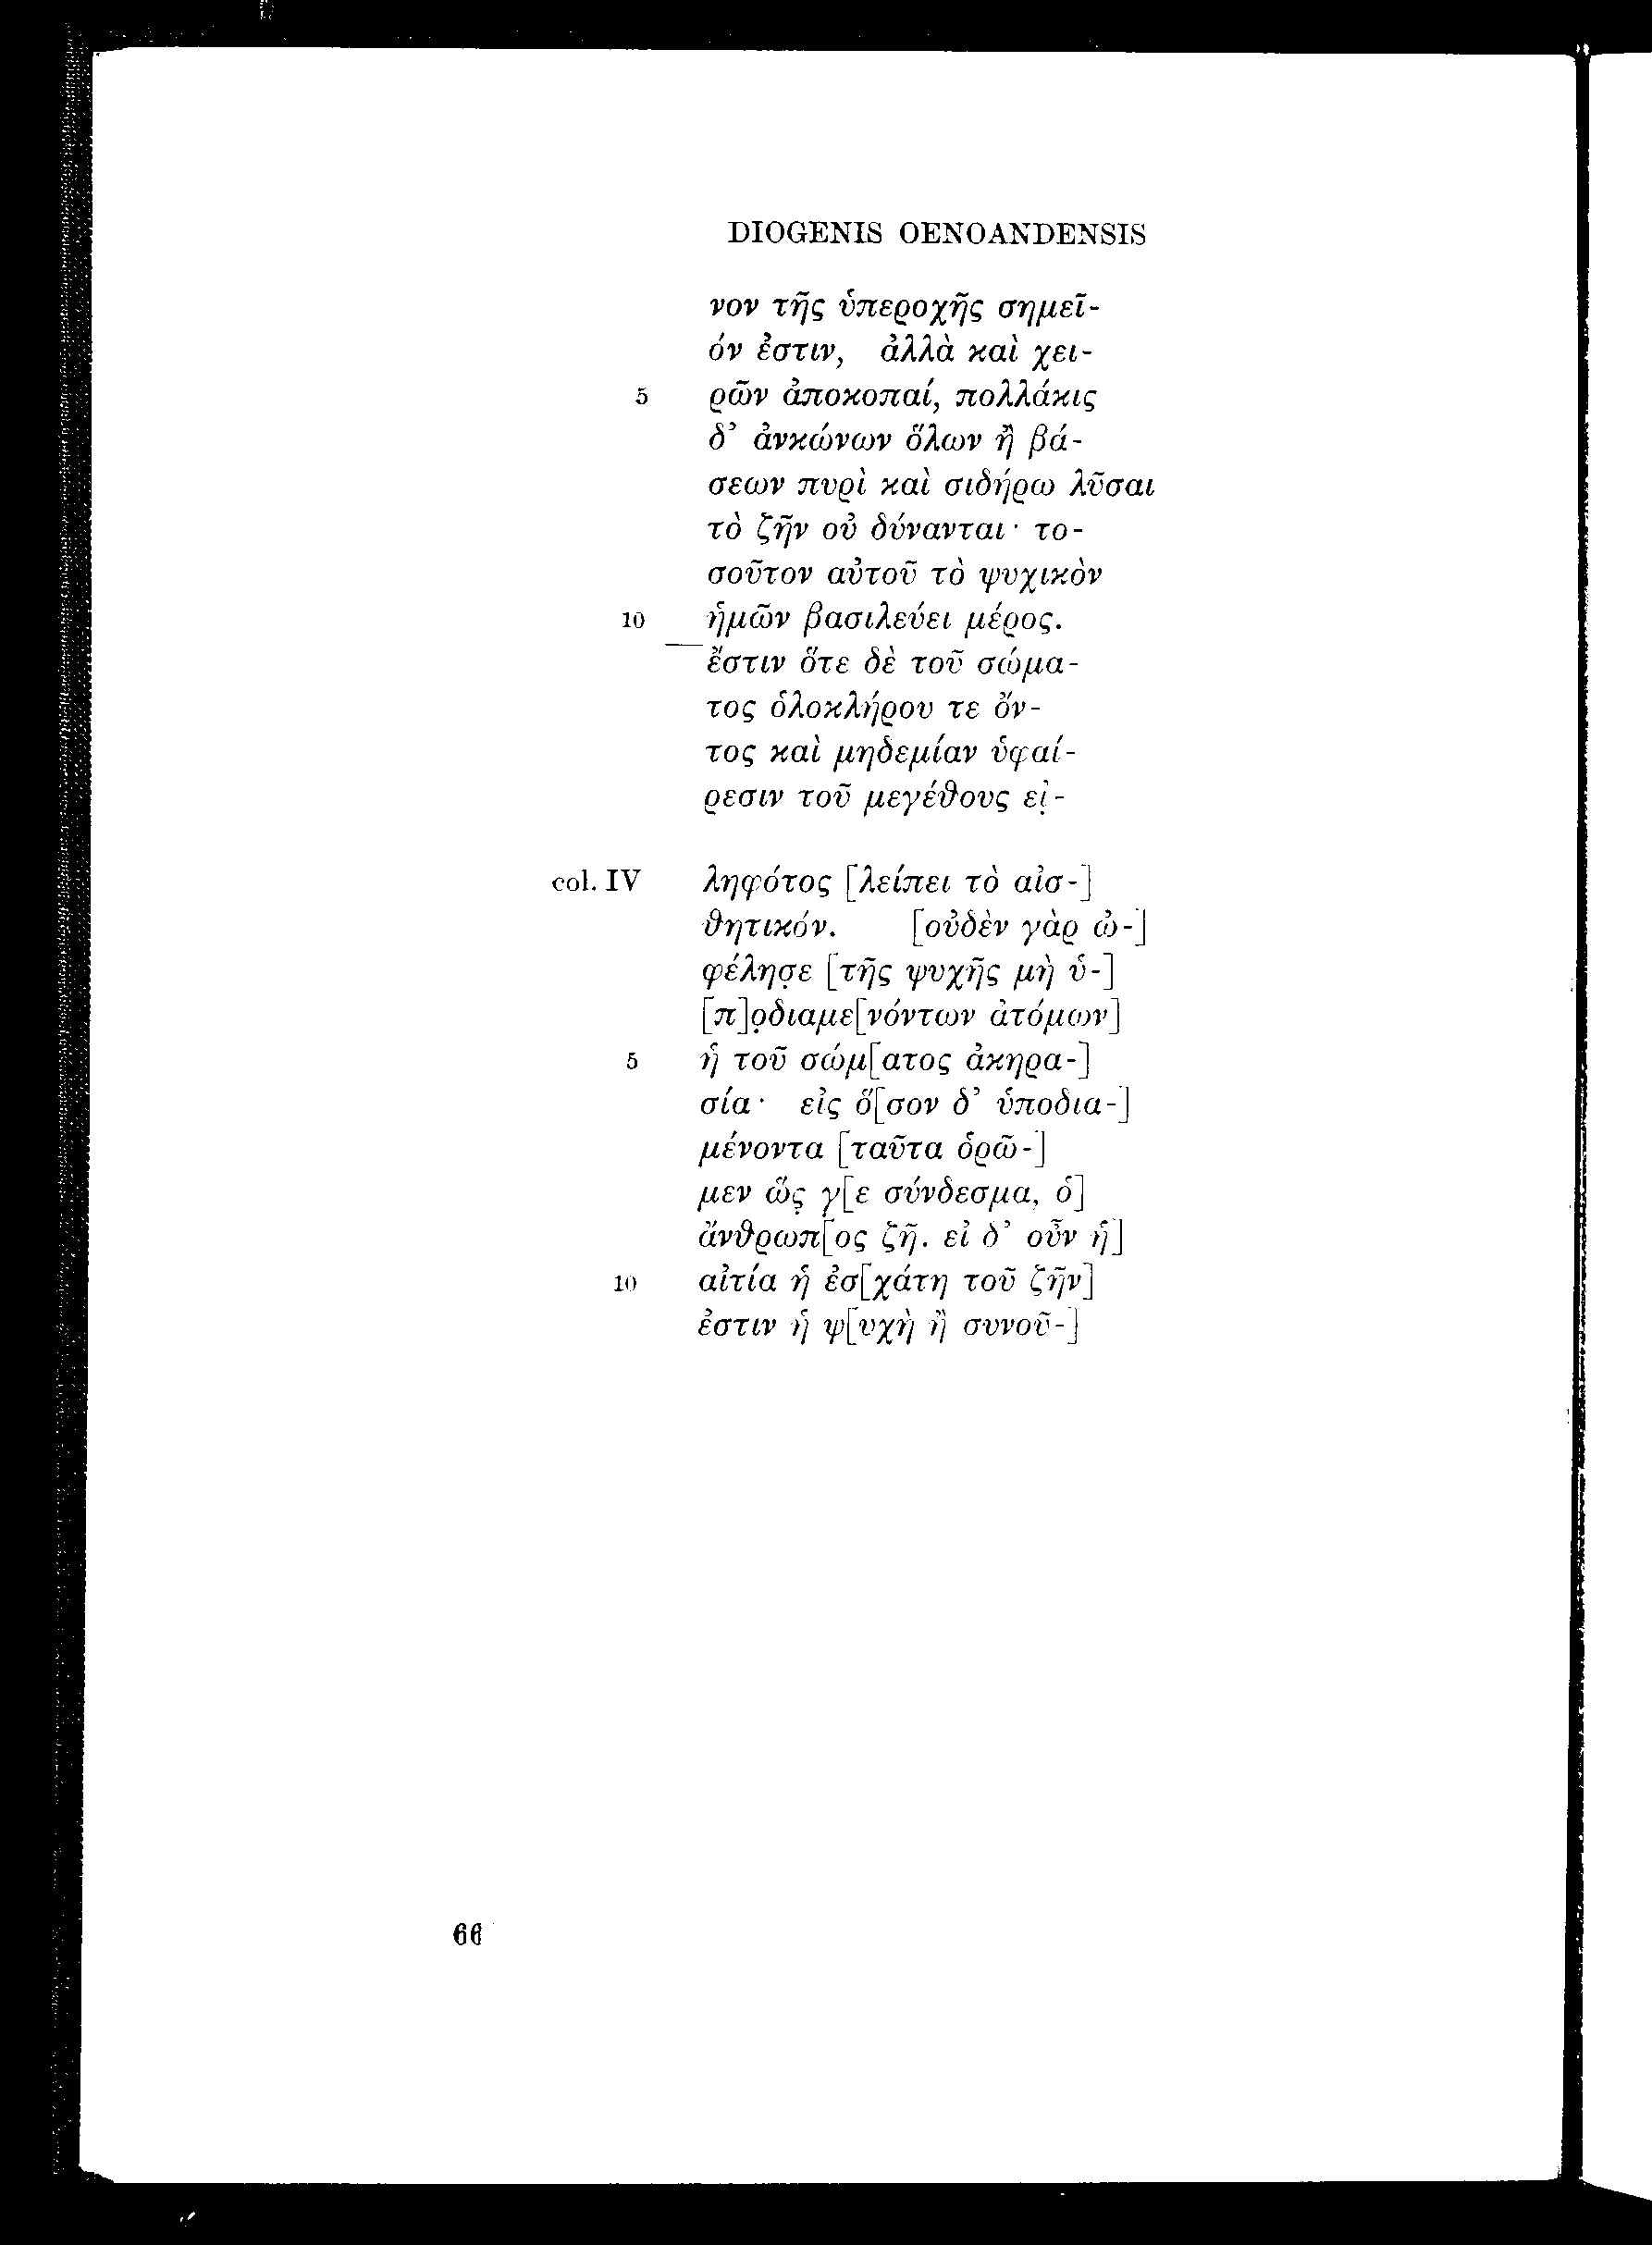 DIOGENIS OENOANDENSIS
νον τῆς ὑπεροχῆς σημεῖ-
όν ἐστιν, ἀλλὰ καὶ χει-
5 ρῶν ἀποκοπαί, πολλάκις
δ’ ἀνκώνων ὅλων ἢ βά-
σεων πυρὶ καὶ σιδήρω λῦσαι
τὸ ζῆν οὐ δύνανται· το-
σοῦτον αὐτοῦ τὸ ψυχικὸν
10 ἡμῶν βασιλεύει μέρος.
ἔστιν ὅτε δὲ τοῦ σώμα-
τος ὁλοκλήρου τε ὄν-
τος καὶ μηδεμίαν ὑφαί-
ρεσιν τοῦ μεγέθους εἰ̣-
col. IV ληφότος [λείπει τὸ αἰσ-]
θητικόν. [οὐδὲν γὰρ ὠ-]
φέλησ̣ε [τῆς ψυχῆς μὴ ὑ-]
[π]ο̣διαμε[νόντων ἀτόμων]
5 ἡ τοῦ σώμ[ατος ἀκηρα-]
σία· εἰς ὅ[σον δ’ ὑποδια-]
μένοντα [ταῦτα ὁρῶ-]
μεν ὥς̣ γ[ε σύνδεσμα, ὁ]
ἄνθρωπ[ος ζῇ. εἰ δ’ οὖν ἡ]
10 αἰτία ἡ ἐσ[χάτη τοῦ ζῆν]
ἐστιν ἡ ψ[υχὴ ἢ συνοῦ-]
66